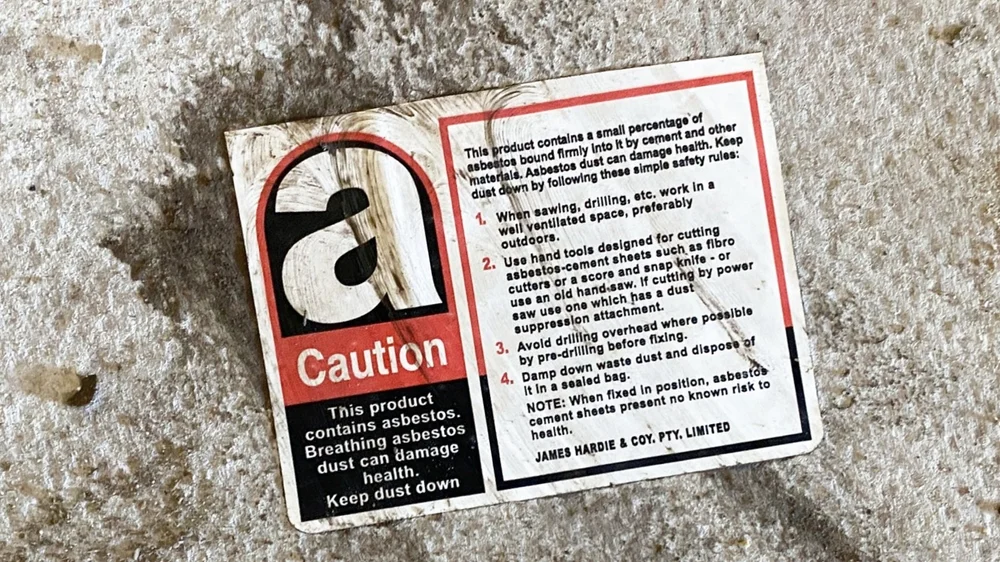 a
Caution
This product
contains asbestos.
Breathing asbestos
dust can damage
health.
Keep dust down
This product contains a small percentage of
asbestos bound firmly into it by cement and other
materials. Asbestos dust can damage health. Keep
dust down by following these simple safety rules:
1. When sawing, drilling, etc. work in a
well ventilated space, preferably
outdoors.
2. Use hand tools designed for cutting
asbestos-cement sheets such as fibro
cutters or a score and snap knife - or
use an old hand-saw. If cutting by power
saw use one which has a dust
suppression attachment.
3. Avoid drilling overhead where possible
by pre-drilling before fixing.
4. Damp down waste dust and dispose of
it in a sealed bag.
NOTE: When fixed in position, asbestos
cement sheets present no known risk to
health.
JAMES HARDIE & COY. PTY. LIMITED